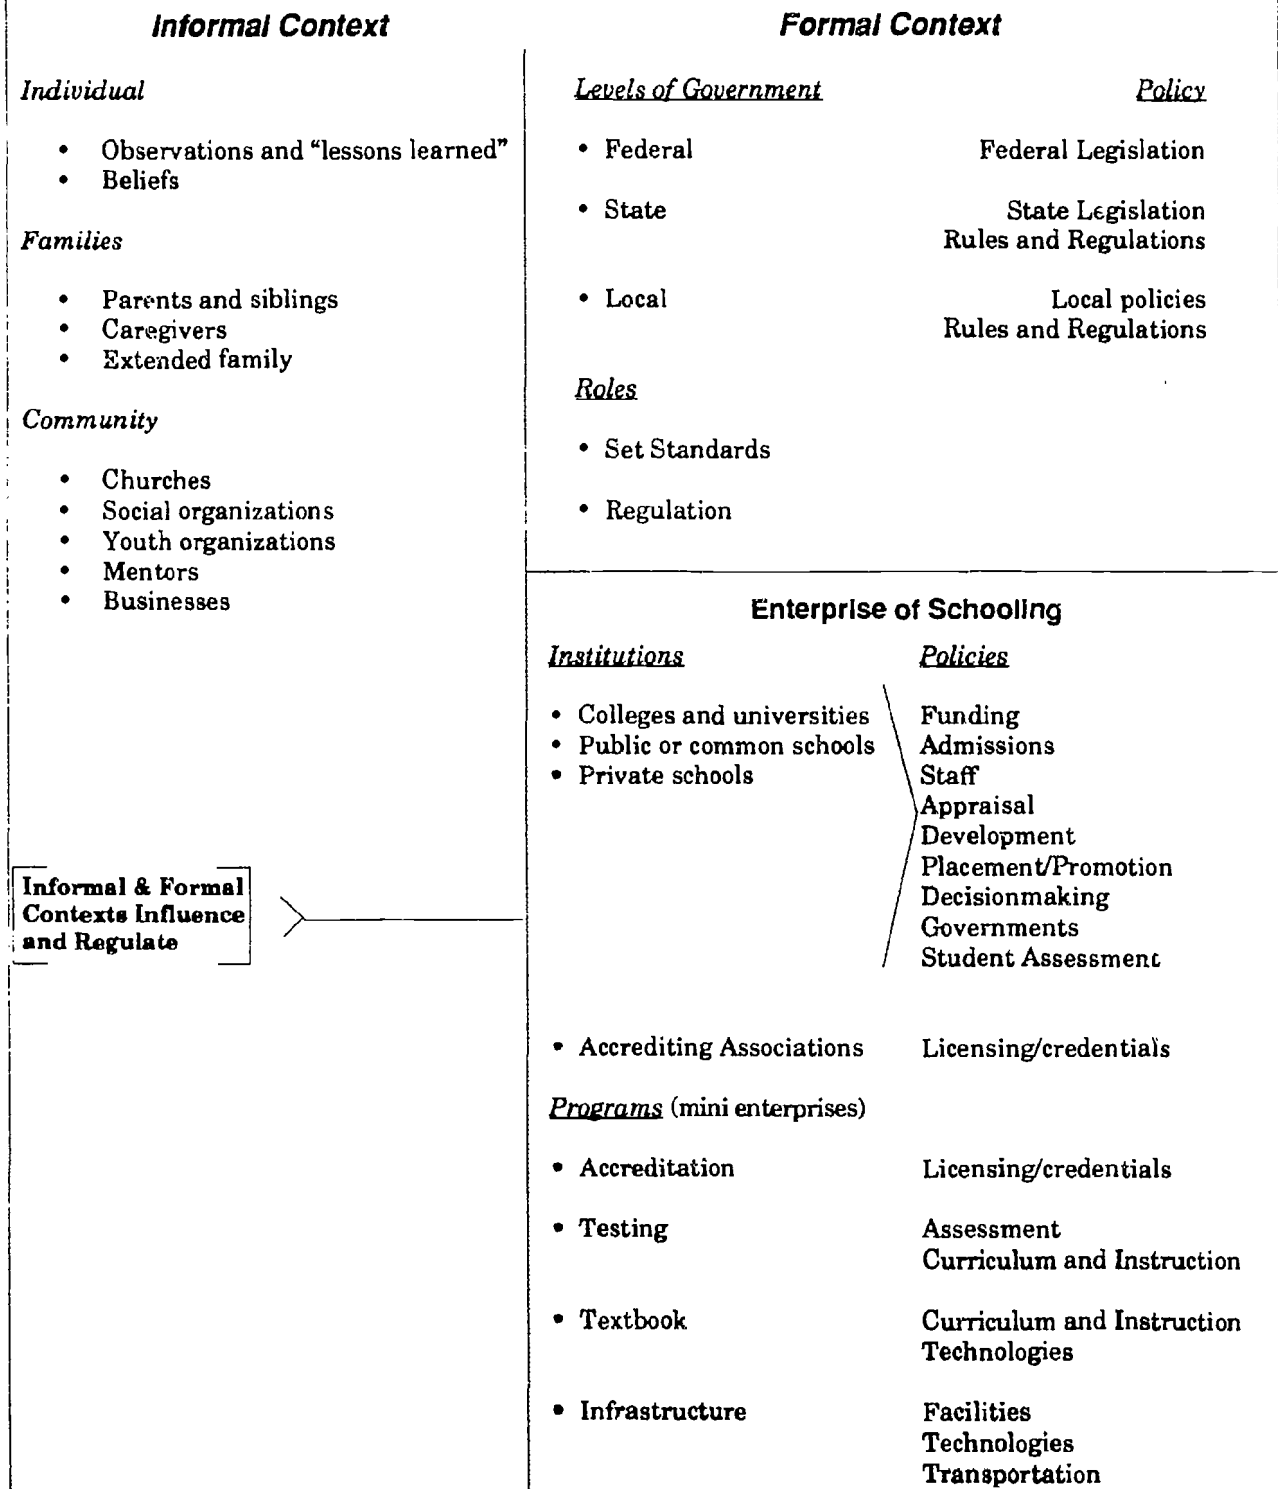 Informal Context
Individual
• Observations and “lessons learned”
• Beliefs
Families
• Parents and siblings
• Caregivers
• Extended family
Community
• Churches
• Social organizations
• Youth organizations
• Mentors
• Businesses
Informal & Formal
Contexts Influence
and Regulate
Formal Context
Levels of Government Policy
• Federal Federal Legislation
• State State Legislation
Rules and Regulations
• Local Local policies
Rules and Regulations
Roles
• Set Standards
• Regulation
Enterprise of Schooling
Institutions Policies
• Colleges and universities Funding
• Public or common schools Admissions
• Private schools Staff
Appraisal
Development
Placement/Promotion
Decisionmaking
Governments
Student Assessment
• Accrediting Associations Licensing/credentials
Programs (mini enterprises)
• Accreditation Licensing/credentials
• Testing Assessment
Curriculum and Instruction
• Textbook Curriculum and Instruction
Technologies
• Infrastructure Facilities
Technologies
Transportation